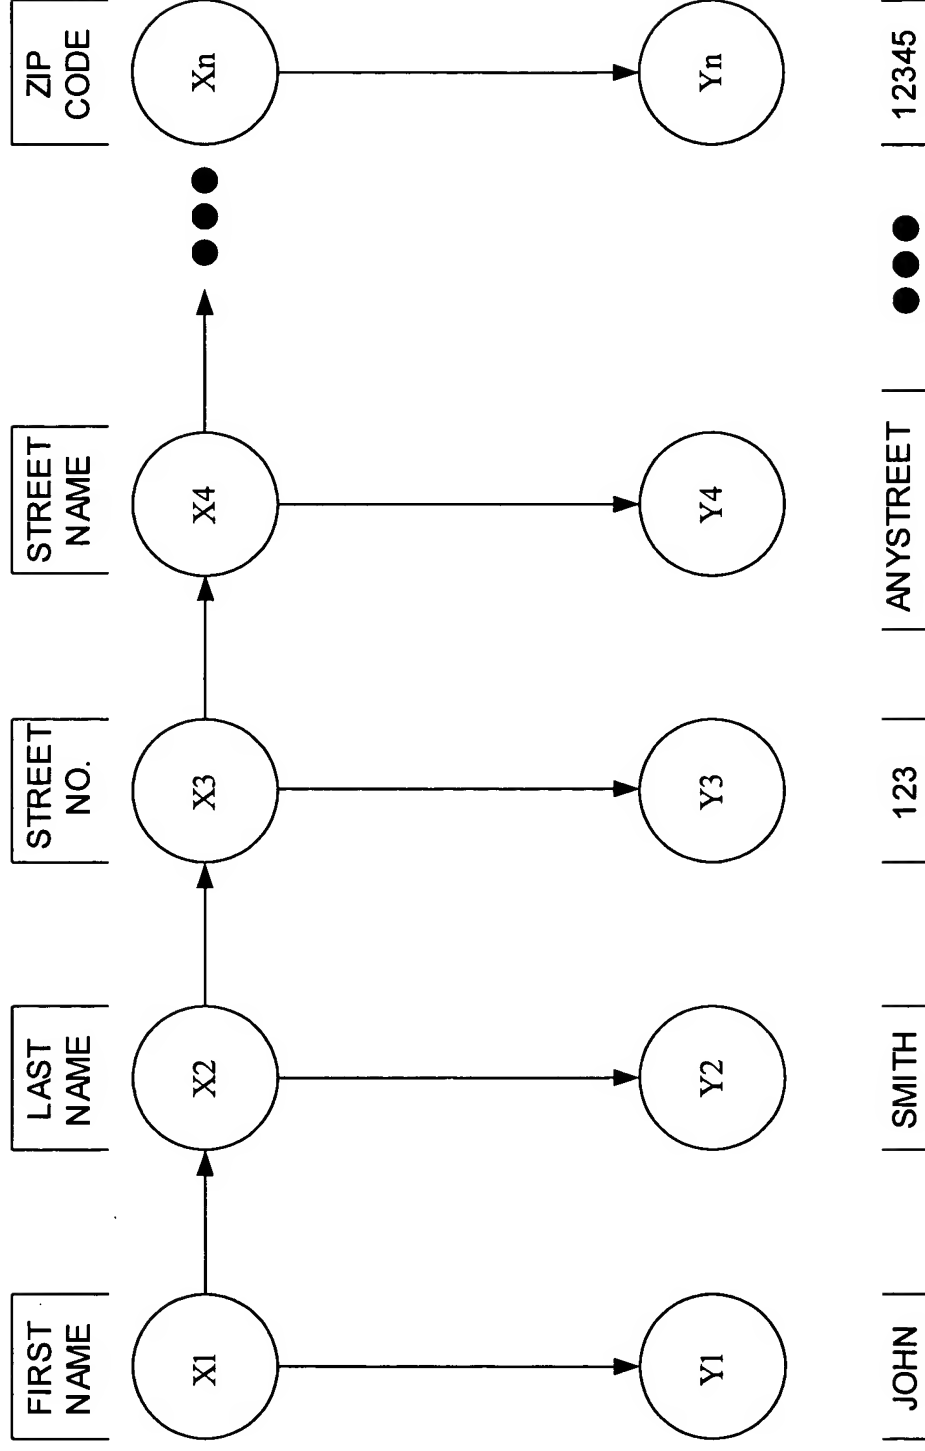 FIRST
NAME
LAST
NAME
STREET
NO.
STREET
NAME
ZIP
CODE
X1
X2
X3
X4
Xn
Y1
Y2
Y3
Y4
Yn
JOHN
SMITH
123
ANYSTREET
12345